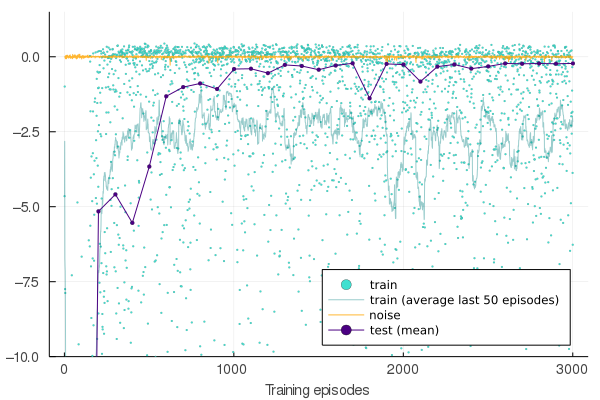 0.0
−2.5
−5.0
−7.5
−10.0
train
train (average last 50 episodes)
noise
test (mean)
0 1000 2000 3000
Training episodes